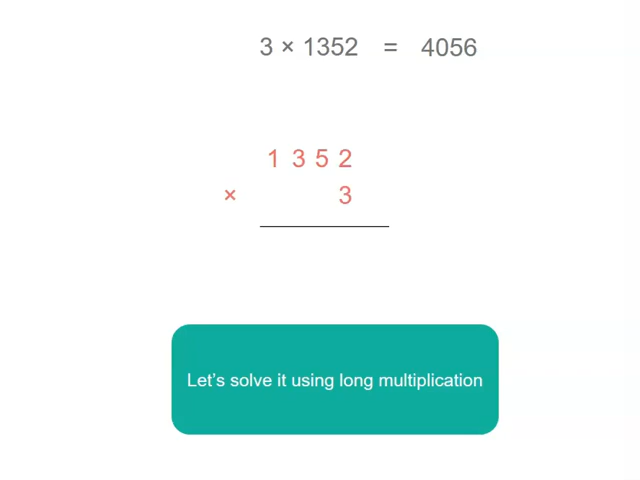 3 × 1352 = 4056
1 3 5 2
× 3
Let's solve it using long multiplication